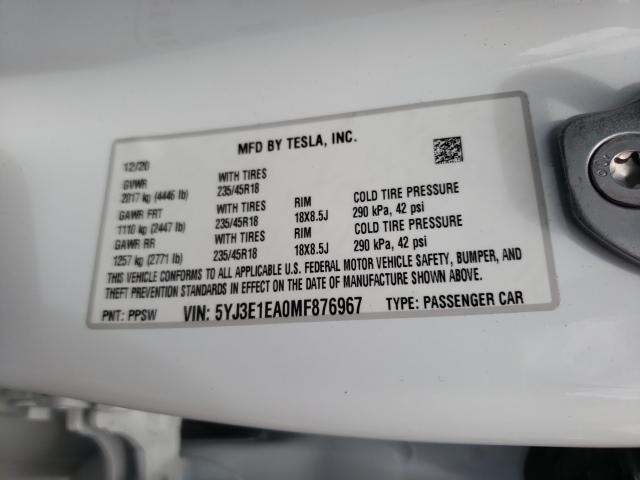 MFD BY TESLA, INC.
12/20
GVWR WITH TIRES
2017 kg (4446 lb) 235/45R18 RIM COLD TIRE PRESSURE
GAWR FRT WITH TIRES 18X8.5J 290 kPa, 42 psi
1110 kg (2447 lb) 235/45R18 RIM COLD TIRE PRESSURE
GAWR RR WITH TIRES 18X8.5J 290 kPa, 42 psi
1257 kg (2771 lb) 235/45R18
THIS VEHICLE CONFORMS TO ALL APPLICABLE U.S. FEDERAL MOTOR VEHICLE SAFETY, BUMPER, AND
THEFT PREVENTION STANDARDS IN EFFECT ON THE DATE OF MANUFACTURE SHOWN ABOVE.
PNT: PPSW VIN: 5YJ3E1EA0MF876967 TYPE: PASSENGER CAR